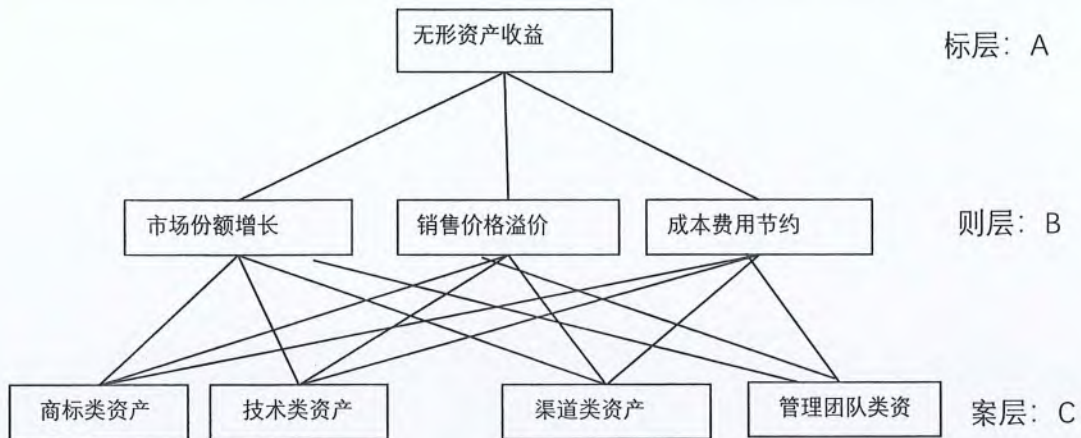 无形资产收益
标层：A
市场份额增长
销售价格溢价
成本费用节约
则层：B
商标类资产
技术类资产
渠道类资产
管理团队类资
案层：C